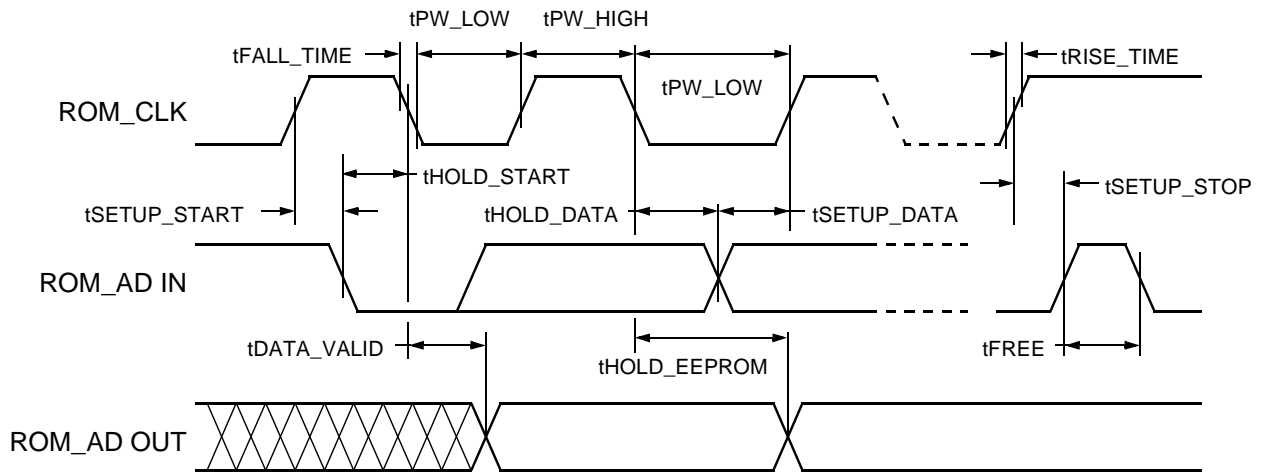 tPW_LOW tPW_HIGH
tFALL_TIME tRISE_TIME
tPW_LOW
ROM_CLK
tHOLD_START
tSETUP_STOP
tSETUP_START tHOLD_DATA tSETUP_DATA
ROM_AD IN
tDATA_VALID tFREE
tHOLD_EEPROM
ROM_AD OUT